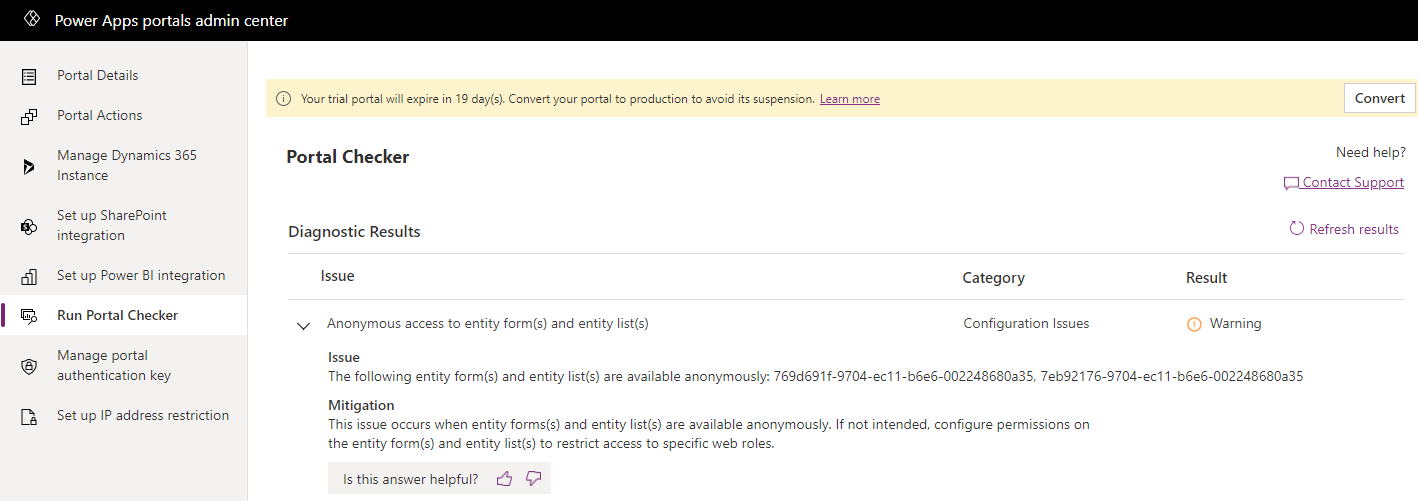 Power Apps portals admin center
Portal Details
Portal Actions
Manage Dynamics 365
Instance
Set up SharePoint
integration
Set up Power BI integration
Run Portal Checker
Manage portal
authentication key
Set up IP address restriction
Your trial portal will expire in 19 day(s). Convert your portal to production to avoid its suspension. Learn more
Convert
Portal Checker
Need help?
Contact Support
Diagnostic Results
Refresh results
Issue Category Result
Anonymous access to entity form(s) and entity list(s) Configuration Issues Warning
Issue
The following entity form(s) and entity list(s) are available anonymously: 769d691f-9704-ec11-b6e6-002248680a35, 7eb92176-9704-ec11-b6e6-002248680a35
Mitigation
This issue occurs when entity forms(s) and entity list(s) are available anonymously. If not intended, configure permissions on
the entity form(s) and entity list(s) to restrict access to specific web roles.
Is this answer helpful?